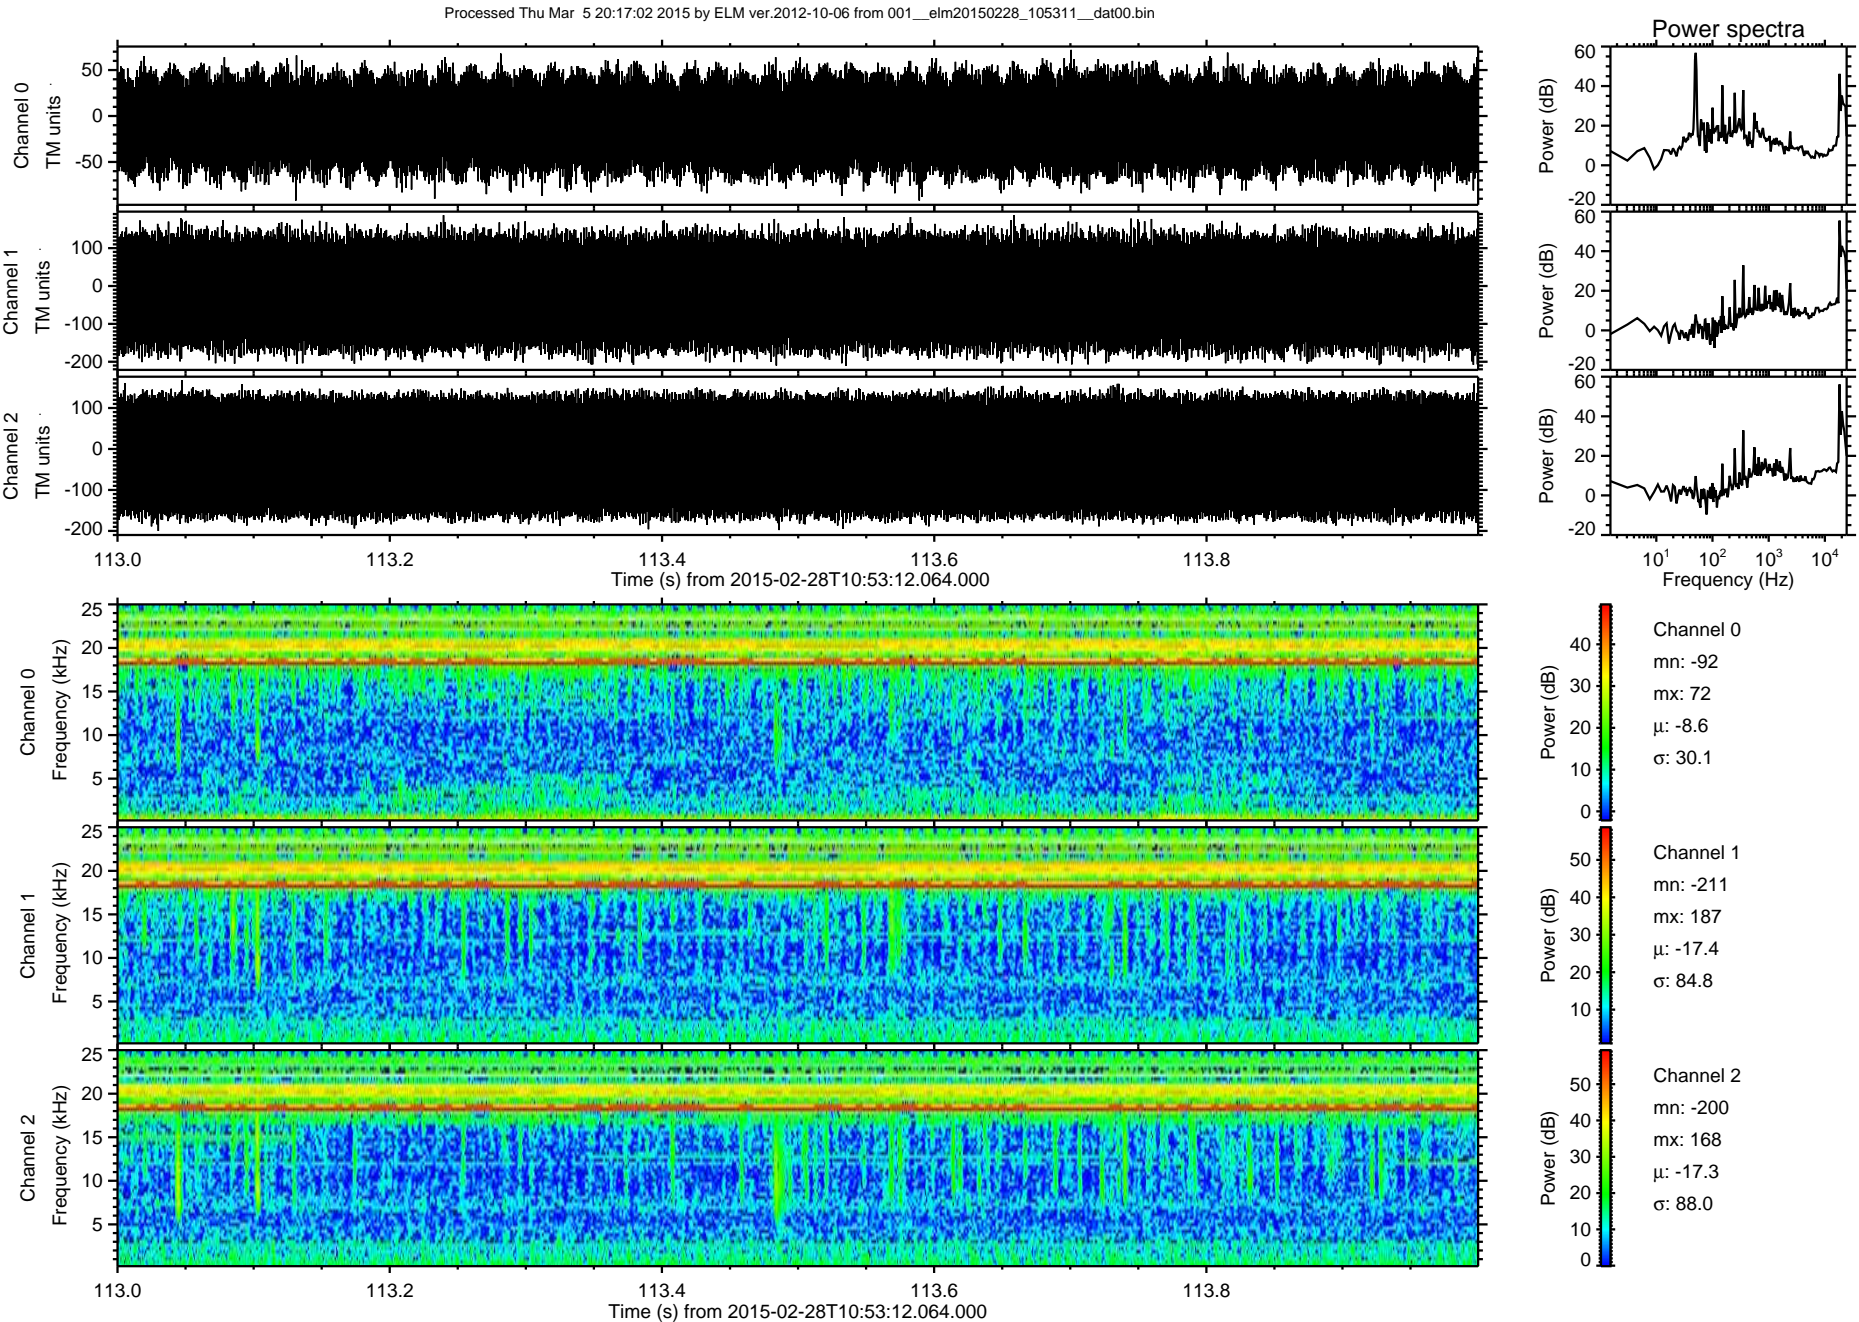 Processed Thu Mar 5 20:17:02 2015 by ELM ver.2012-10-06 from 001__elm20150228_105311__dat00.bin
Power spectra
Channel 0
TM units
50
0
-50
Power (dB)
60
40
20
0
-20
Channel 1
TM units
100
0
-100
-200
Power (dB)
60
40
20
0
-20
Channel 2
TM units
100
0
-100
-200
Power (dB)
60
40
20
0
-20
113.0 113.2 113.4 113.6 113.8
Time (s) from 2015-02-28T10:53:12.064.000
10^1 10^2 10^3 10^4
Frequency (Hz)
Channel 0
Frequency (kHz)
25
20
15
10
5
Power (dB)
40
30
20
10
0
Channel 0
mn: -92
mx: 72
μ: -8.6
σ: 30.1
Channel 1
Frequency (kHz)
25
20
15
10
5
Power (dB)
50
40
30
20
10
Channel 1
mn: -211
mx: 187
μ: -17.4
σ: 84.8
Channel 2
Frequency (kHz)
25
20
15
10
5
Power (dB)
50
40
30
20
10
0
Channel 2
mn: -200
mx: 168
μ: -17.3
σ: 88.0
113.0 113.2 113.4 113.6 113.8
Time (s) from 2015-02-28T10:53:12.064.000